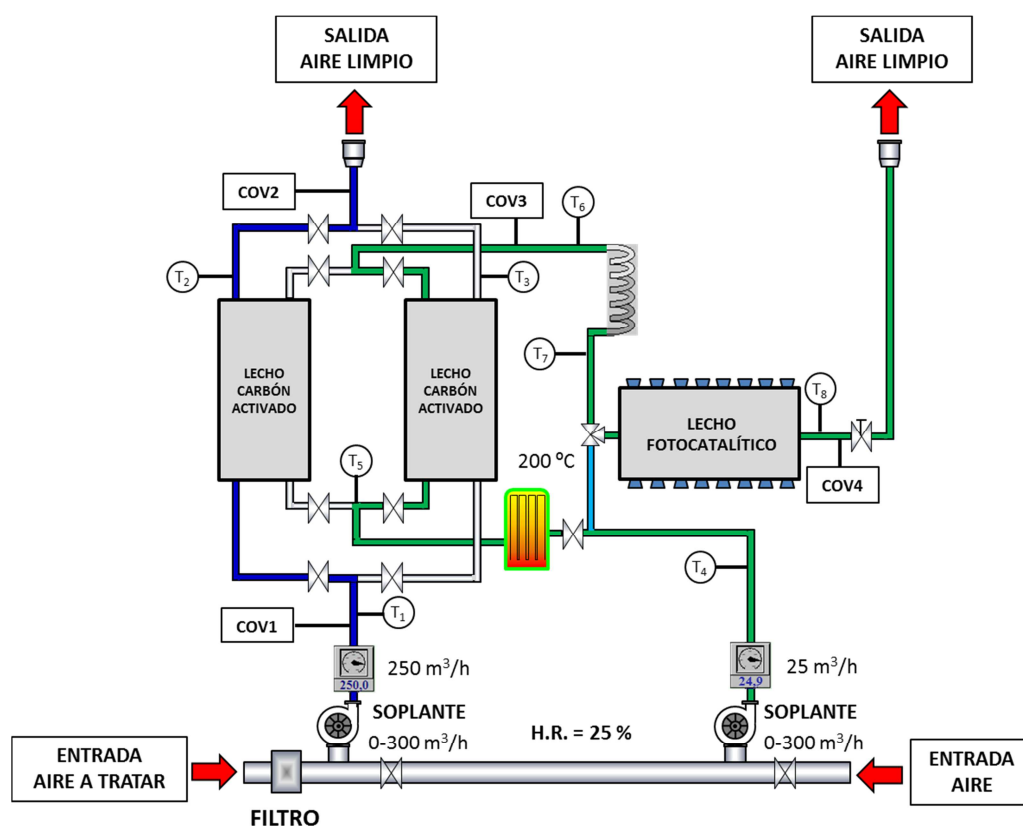 SALIDA
AIRE LIMPIO
SALIDA
AIRE LIMPIO
COV2
COV3
T6
T2
T3
T7
LECHO
CARBÓN
ACTIVADO
LECHO
CARBÓN
ACTIVADO
T8
LECHO
FOTOCATALÍTICO
T5
200 ºC
COV4
T4
COV1
T1
250 m³/h
250,0
25 m³/h
24,9
SOPLANTE
0-300 m³/h
H.R. = 25 %
SOPLANTE
0-300 m³/h
ENTRADA
AIRE A TRATAR
ENTRADA
AIRE
FILTRO